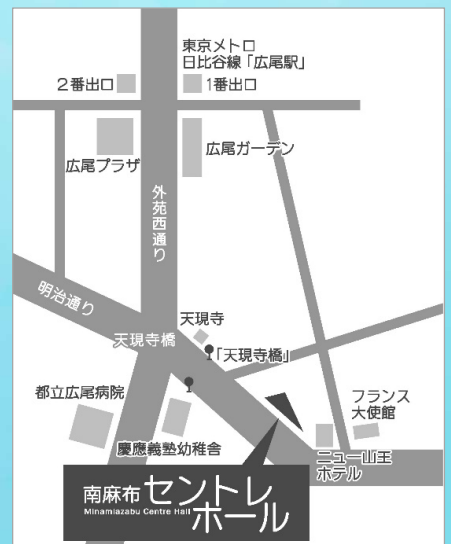 東京メトロ
日比谷線「広尾駅」
2番出口
1番出口
広尾プラザ
広尾ガーデン
外苑西通り
明治通り
天現寺
天現寺橋
「天現寺橋」
都立広尾病院
フランス
大使館
慶應義塾幼稚舎
ニュー山王
ホテル
南麻布セントレ
Minamiazabu Centre Hall
ホール